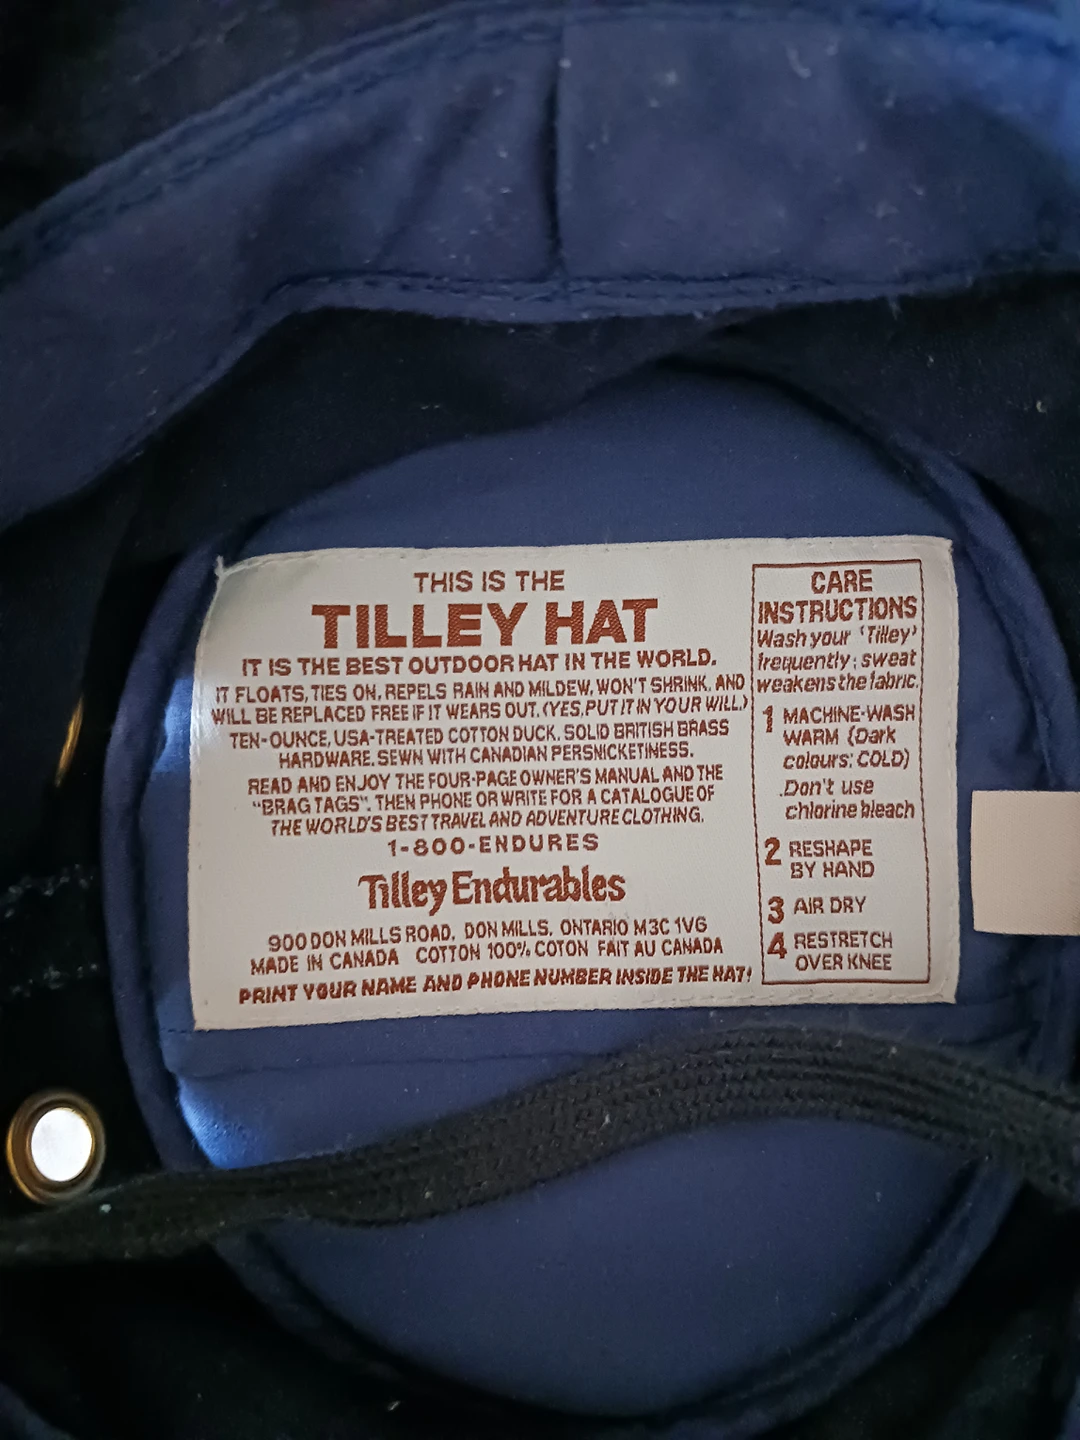 THIS IS THE
TILLEY HAT
IT IS THE BEST OUTDOOR HAT IN THE WORLD.
IT FLOATS, TIES ON, REPELS RAIN AND MILDEW, WON'T SHRINK, AND
WILL BE REPLACED FREE IF IT WEARS OUT. (YES, PUT IT IN YOUR WILL.)
TEN-OUNCE, USA-TREATED COTTON DUCK. SOLID BRITISH BRASS
HARDWARE. SEWN WITH CANADIAN PERSNICKETINESS.
READ AND ENJOY THE FOUR-PAGE OWNER'S MANUAL AND THE
"BRAG TAGS". THEN PHONE OR WRITE FOR A CATALOGUE OF
THE WORLD'S BEST TRAVEL AND ADVENTURE CLOTHING.
1-800-ENDURES
Tilley Endurables
900 DON MILLS ROAD, DON MILLS, ONTARIO M3C 1V6
MADE IN CANADA COTTON 100% COTON FAIT AU CANADA
PRINT YOUR NAME AND PHONE NUMBER INSIDE THE HAT!
CARE
INSTRUCTIONS
Wash your 'Tilley'
frequently; sweat
weakens the fabric.
1 MACHINE-WASH
WARM (Dark
colours: COLD)
Don't use
chlorine bleach
2 RESHAPE
BY HAND
3 AIR DRY
4 RESTRETCH
OVER KNEE